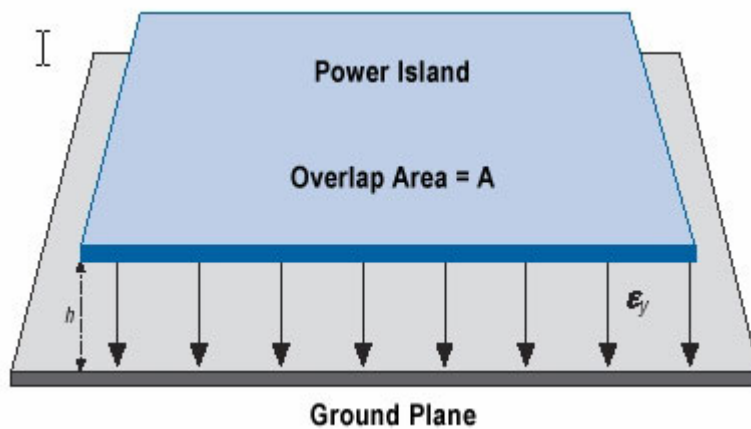 Power Island
Overlap Area = A
h
εy
Ground Plane